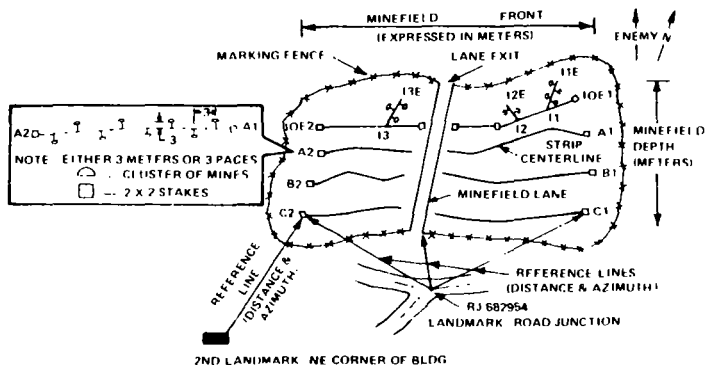 MINEFIELD FRONT
(EXPRESSED IN METERS)
ENEMY N
MARKING FENCE
LANE EXIT
I3E
I2E
I1E
IOE2
I3
I2
I1
IOE1
A2
A1
3
A2
A1
NOTE EITHER 3 METERS OR 3 PACES
CLUSTER OF MINES
2 X 2 STAKES
STRIP
CENTERLINE
MINEFIELD
DEPTH
(METERS)
B2
B1
MINEFIELD LANE
C2
C1
REFERENCE
LINE
(DISTANCE &
AZIMUTH.
REFERENCE LINES
(DISTANCE & AZIMUTH)
RJ 682954
LANDMARK ROAD JUNCTION
2ND LANDMARK NE CORNER OF BLDG